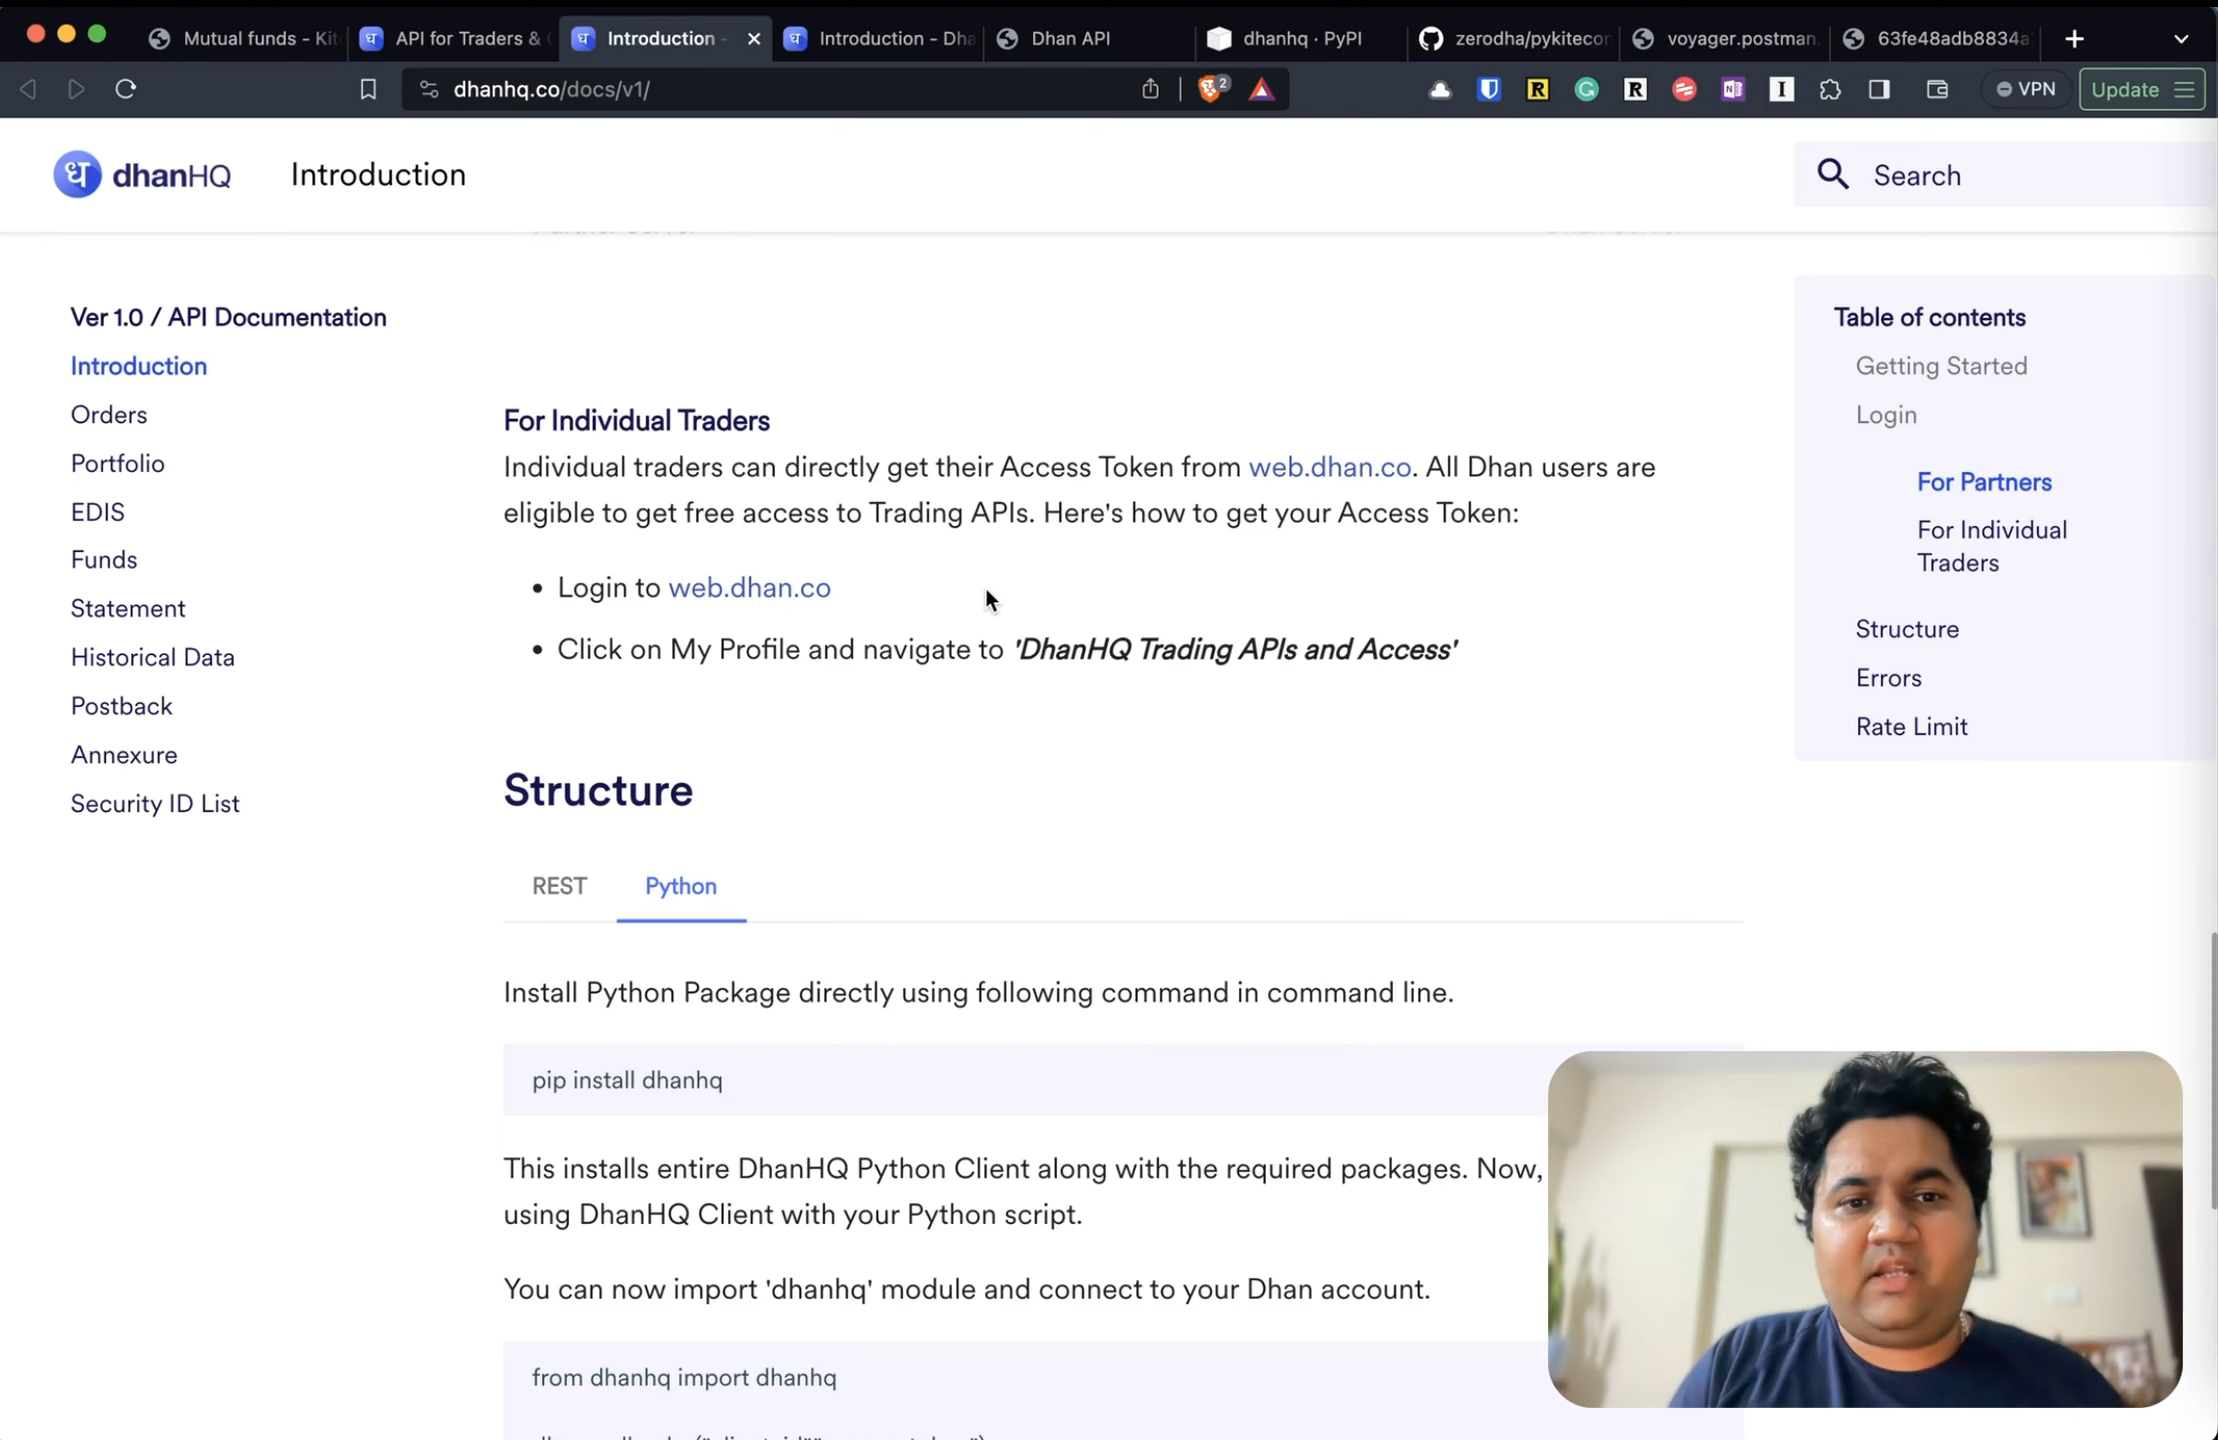 Mutual funds - Kit
API for Traders &
Introduction -
Introduction - Dha
Dhan API
dhanhq · PyPI
zerodha/pykitecon
voyager.postman.
63fe48adb8834a
dhanhq.co/docs/v1/
2
VPN
Update
ध dhanHQ
Introduction
Search
Ver 1.0 / API Documentation
Introduction
Orders
Portfolio
EDIS
Funds
Statement
Historical Data
Postback
Annexure
Security ID List
For Individual Traders
Individual traders can directly get their Access Token from web.dhan.co. All Dhan users are
eligible to get free access to Trading APIs. Here's how to get your Access Token:
• Login to web.dhan.co
• Click on My Profile and navigate to 'DhanHQ Trading APIs and Access'
Structure
REST
Python
Install Python Package directly using following command in command line.
pip install dhanhq
This installs entire DhanHQ Python Client along with the required packages. Now,
using DhanHQ Client with your Python script.
You can now import 'dhanhq' module and connect to your Dhan account.
from dhanhq import dhanhq
Table of contents
Getting Started
Login
For Partners
For Individual
Traders
Structure
Errors
Rate Limit